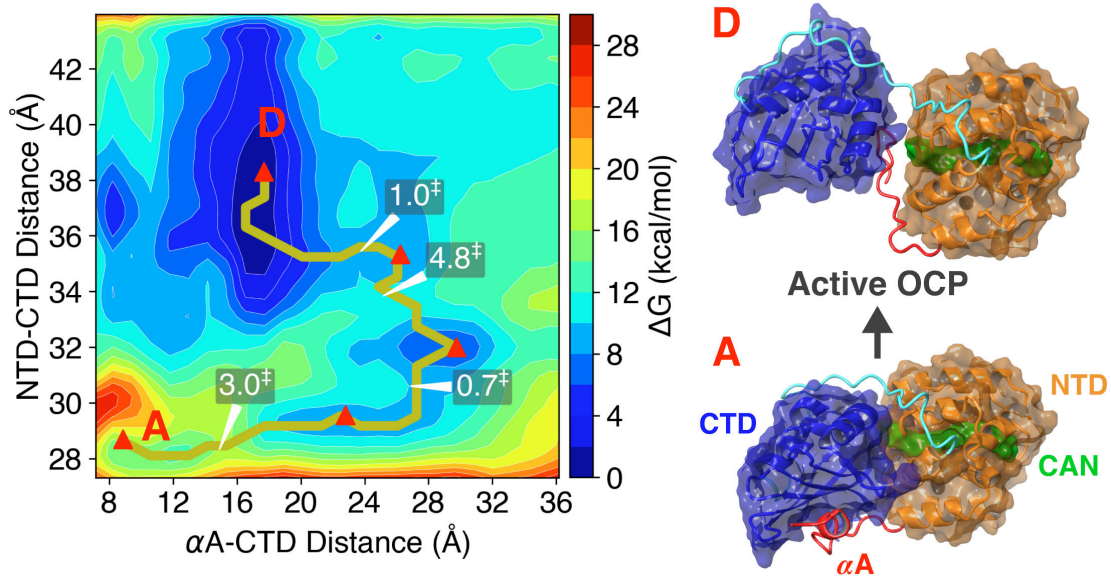 42
40
38
36
34
32
30
28
NTD-CTD Distance (Å)
8 12 16 20 24 28 32 36
αA-CTD Distance (Å)
D
1.0‡
4.8‡
0.7‡
3.0‡
A
28
24
20
16
12
8
4
0
ΔG (kcal/mol)
D
Active OCP
A
NTD
CTD
CAN
αA